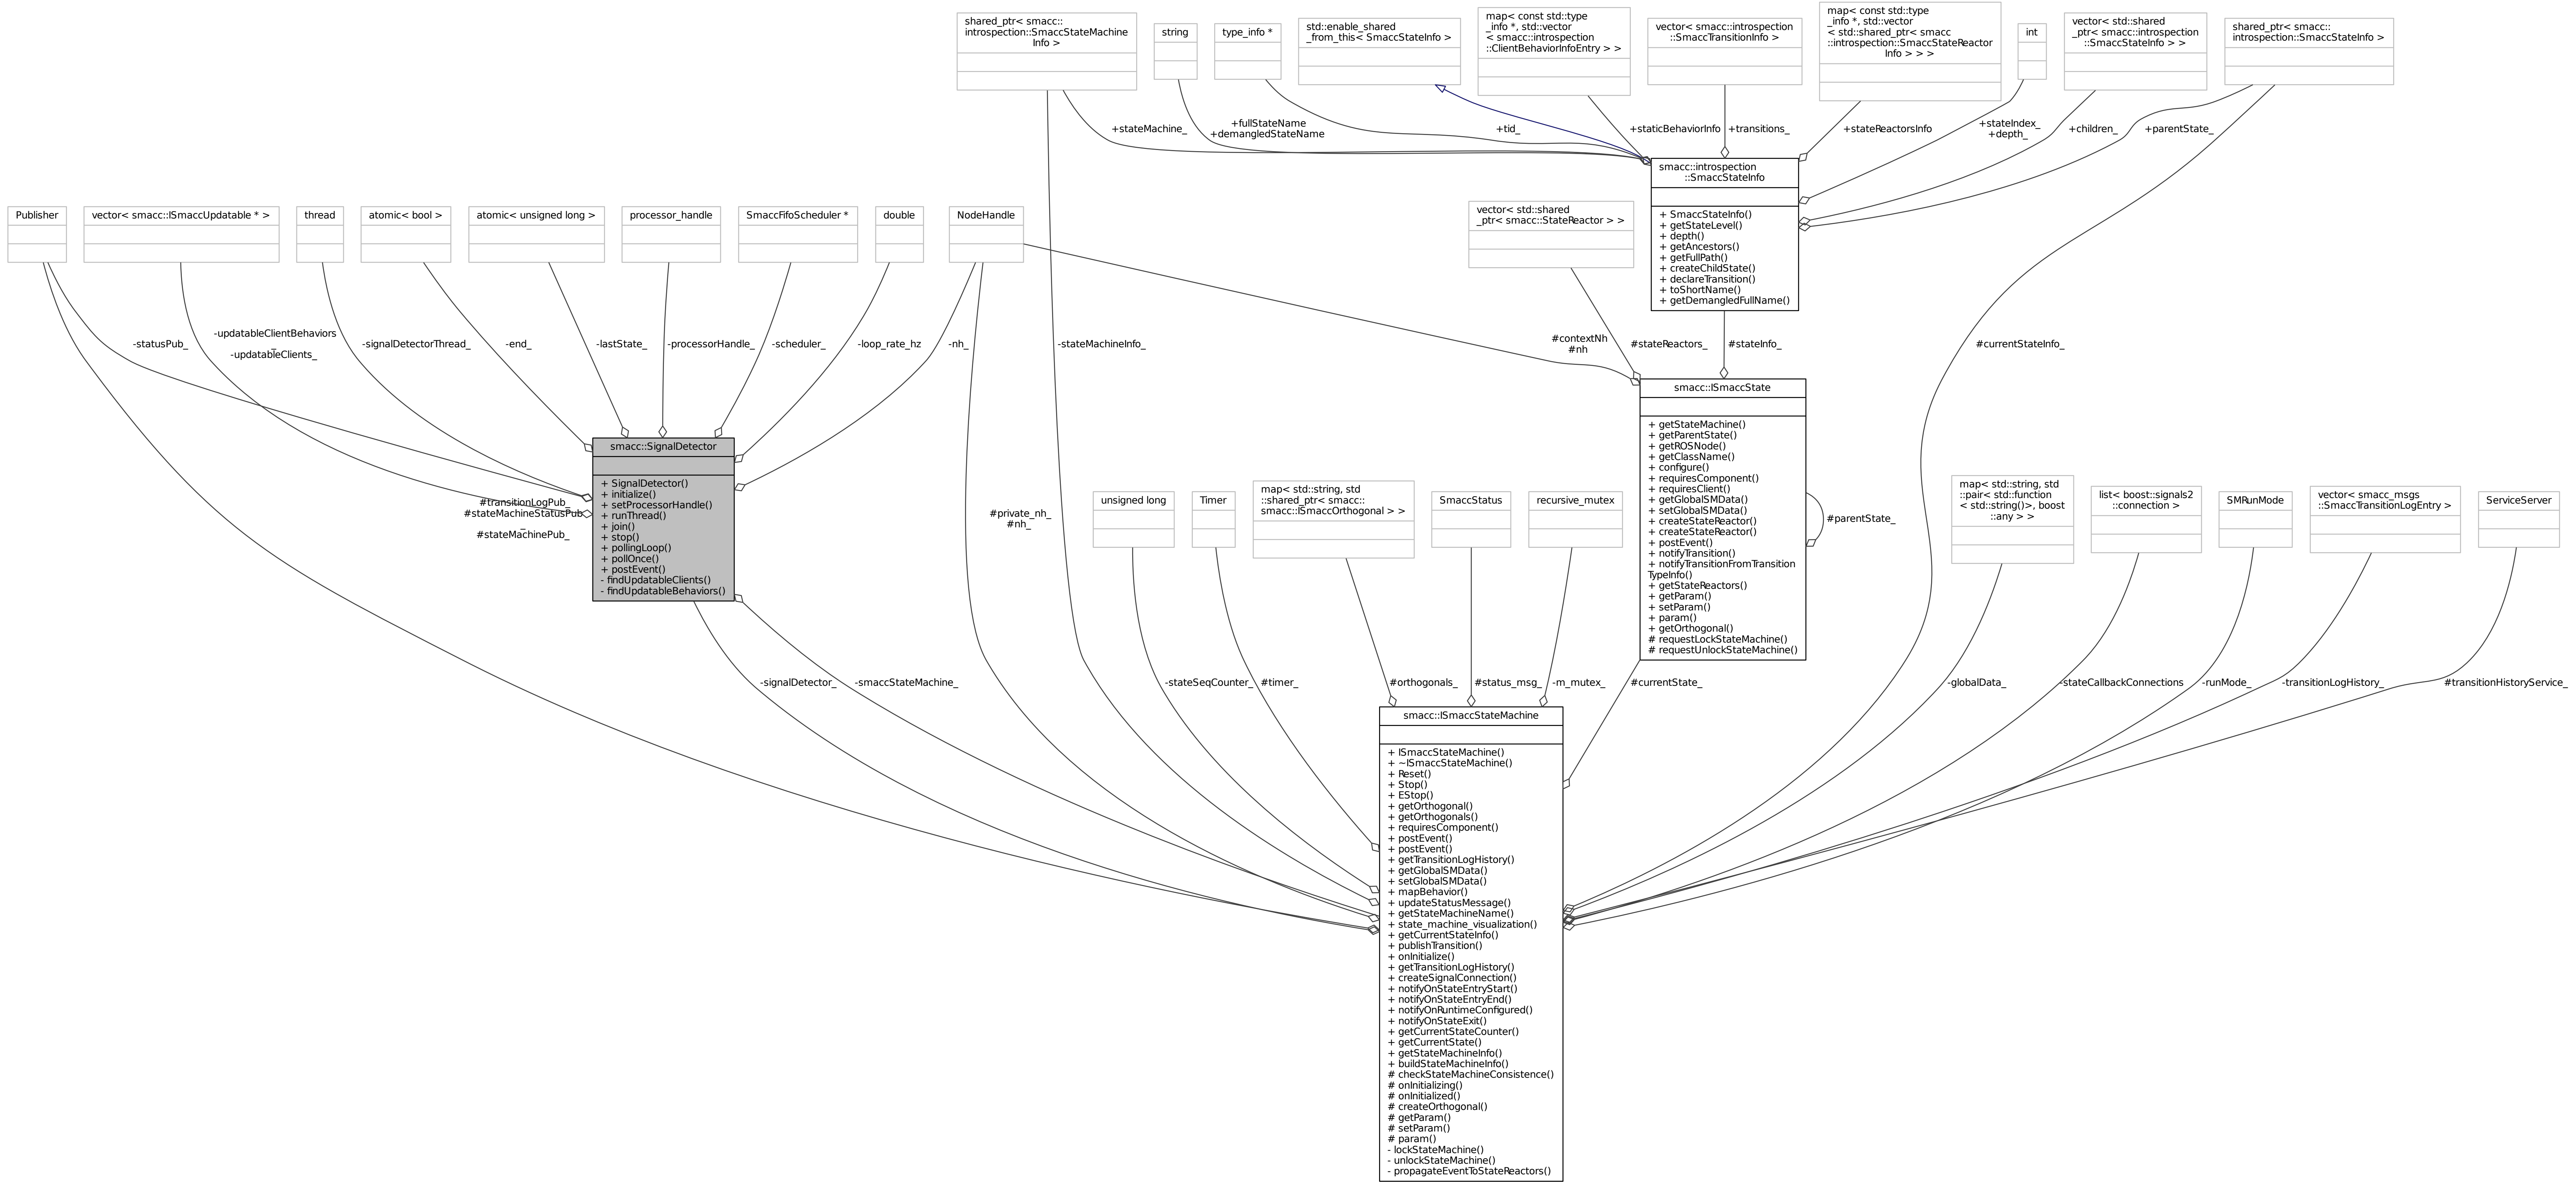 shared_ptr< smacc::
introspection::SmaccStateMachine
Info >
string
type_info *
std::enable_shared
_from_this< SmaccStateInfo >
map< const std::type
_info *, std::vector
< smacc::introspection
::ClientBehaviorInfoEntry > >
vector< smacc::introspection
::SmaccTransitionInfo >
map< const std::type
_info *, std::vector
< std::shared_ptr< smacc
::introspection::SmaccStateReactor
Info > > >
int
vector< std::shared
_ptr< smacc::introspection
::SmaccStateInfo > >
shared_ptr< smacc::
introspection::SmaccStateInfo >
+stateMachine_
+fullStateName
+demangledStateName
+tid_
+staticBehaviorInfo
+transitions_
+stateReactorsInfo
+stateIndex_
+depth_
+children_
+parentState_
smacc::introspection
::SmaccStateInfo
+ SmaccStateInfo()
+ getStateLevel()
+ depth()
+ getAncestors()
+ getFullPath()
+ createChildState()
+ declareTransition()
+ toShortName()
+ getDemangledFullName()
Publisher
vector< smacc::ISmaccUpdatable * >
thread
atomic< bool >
atomic< unsigned long >
processor_handle
SmaccFifoScheduler *
double
NodeHandle
vector< std::shared
_ptr< smacc::StateReactor > >
-statusPub_
-updatableClientBehaviors
_
-updatableClients_
-signalDetectorThread_
-end_
-lastState_
-processorHandle_
-scheduler_
-loop_rate_hz
-nh_
-stateMachineInfo_
#contextNh
#nh
#stateReactors_
#stateInfo_
#currentStateInfo_
smacc::SignalDetector
+ SignalDetector()
+ initialize()
+ setProcessorHandle()
+ runThread()
+ join()
+ stop()
+ pollingLoop()
+ pollOnce()
+ postEvent()
- findUpdatableClients()
- findUpdatableBehaviors()
#transitionLogPub_
#stateMachineStatusPub
_
#stateMachinePub_
#private_nh_
#nh_
smacc::ISmaccState
+ getStateMachine()
+ getParentState()
+ getROSNode()
+ getClassName()
+ configure()
+ requiresComponent()
+ requiresClient()
+ getGlobalSMData()
+ setGlobalSMData()
+ createStateReactor()
+ createStateReactor()
+ postEvent()
+ notifyTransition()
+ notifyTransitionFromTransition
TypeInfo()
+ getStateReactors()
+ getParam()
+ setParam()
+ param()
+ getOrthogonal()
# requestLockStateMachine()
# requestUnlockStateMachine()
#parentState_
unsigned long
Timer
map< std::string, std
::shared_ptr< smacc::
smacc::ISmaccOrthogonal > >
SmaccStatus
recursive_mutex
map< std::string, std
::pair< std::function
< std::string()>, boost
::any > >
list< boost::signals2
::connection >
SMRunMode
vector< smacc_msgs
::SmaccTransitionLogEntry >
ServiceServer
-signalDetector_
-smaccStateMachine_
-stateSeqCounter_
#timer_
#orthogonals_
#status_msg_
-m_mutex_
#currentState_
-globalData_
-stateCallbackConnections
-runMode_
-transitionLogHistory_
#transitionHistoryService_
smacc::ISmaccStateMachine
+ ISmaccStateMachine()
+ ~ISmaccStateMachine()
+ Reset()
+ Stop()
+ EStop()
+ getOrthogonal()
+ getOrthogonals()
+ requiresComponent()
+ postEvent()
+ postEvent()
+ getTransitionLogHistory()
+ getGlobalSMData()
+ setGlobalSMData()
+ mapBehavior()
+ updateStatusMessage()
+ getStateMachineName()
+ state_machine_visualization()
+ getCurrentStateInfo()
+ publishTransition()
+ onInitialize()
+ getTransitionLogHistory()
+ createSignalConnection()
+ notifyOnStateEntryStart()
+ notifyOnStateEntryEnd()
+ notifyOnRuntimeConfigured()
+ notifyOnStateExit()
+ getCurrentStateCounter()
+ getCurrentState()
+ getStateMachineInfo()
+ buildStateMachineInfo()
# checkStateMachineConsistence()
# onInitializing()
# onInitialized()
# createOrthogonal()
# getParam()
# setParam()
# param()
- lockStateMachine()
- unlockStateMachine()
- propagateEventToStateReactors()